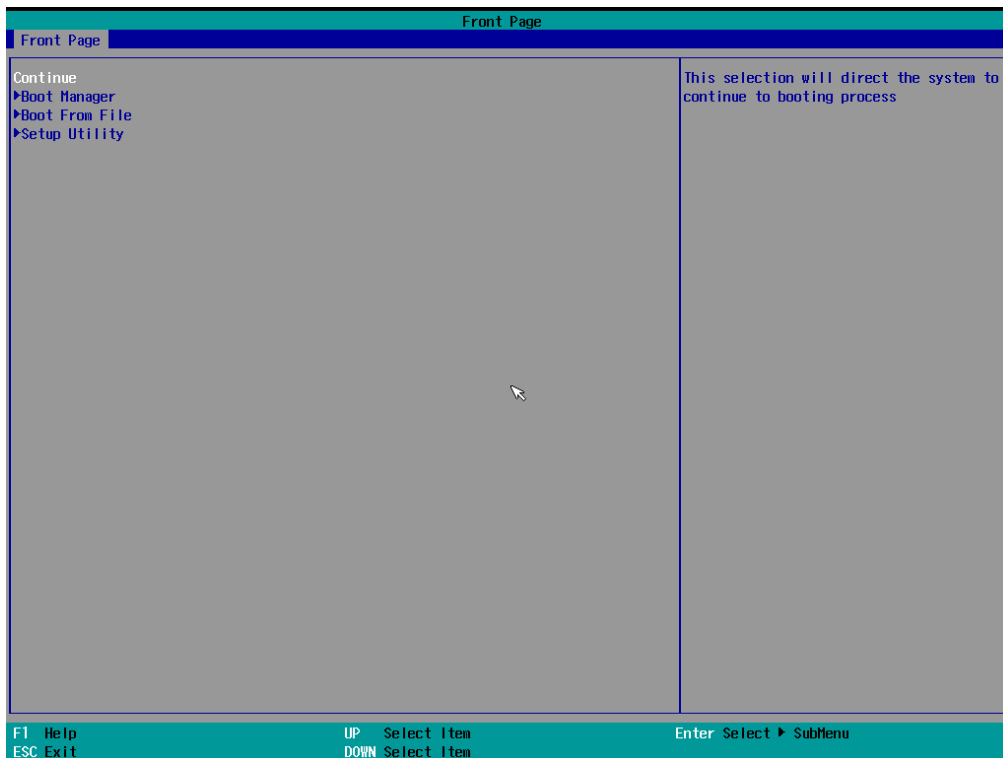 Front Page
Front Page
Continue
▶Boot Manager
▶Boot From File
▶Setup Utility
This selection will direct the system to
continue to booting process
F1 Help
ESC Exit
UP Select Item
DOWN Select Item
Enter Select ▶ SubMenu